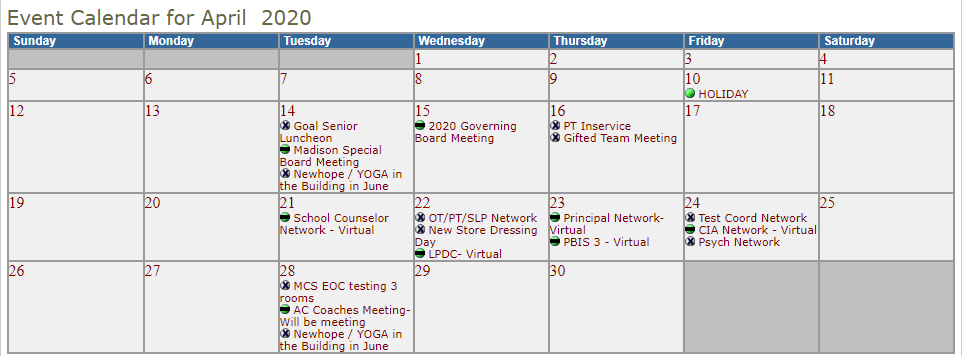 Event Calendar for April  2020
Sunday Monday Tuesday Wednesday Thursday Friday Saturday
1 2 3 4
5 6 7 8 9 10 11
HOLIDAY
12 13 14 15 16 17 18
Goal Senior
Luncheon
Madison Special
Board Meeting
Newhope / YOGA in
the Building in June
2020 Governing
Board Meeting
PT Inservice
Gifted Team Meeting
19 20 21 22 23 24 25
School Counselor
Network - Virtual
OT/PT/SLP Network
New Store Dressing
Day
LPDC- Virtual
Principal Network-
Virtual
PBIS 3 - Virtual
Test Coord Network
CIA Network - Virtual
Psych Network
26 27 28 29 30
MCS EOC testing 3
rooms
AC Coaches Meeting-
Will be meeting
Newhope / YOGA in
the Building in June